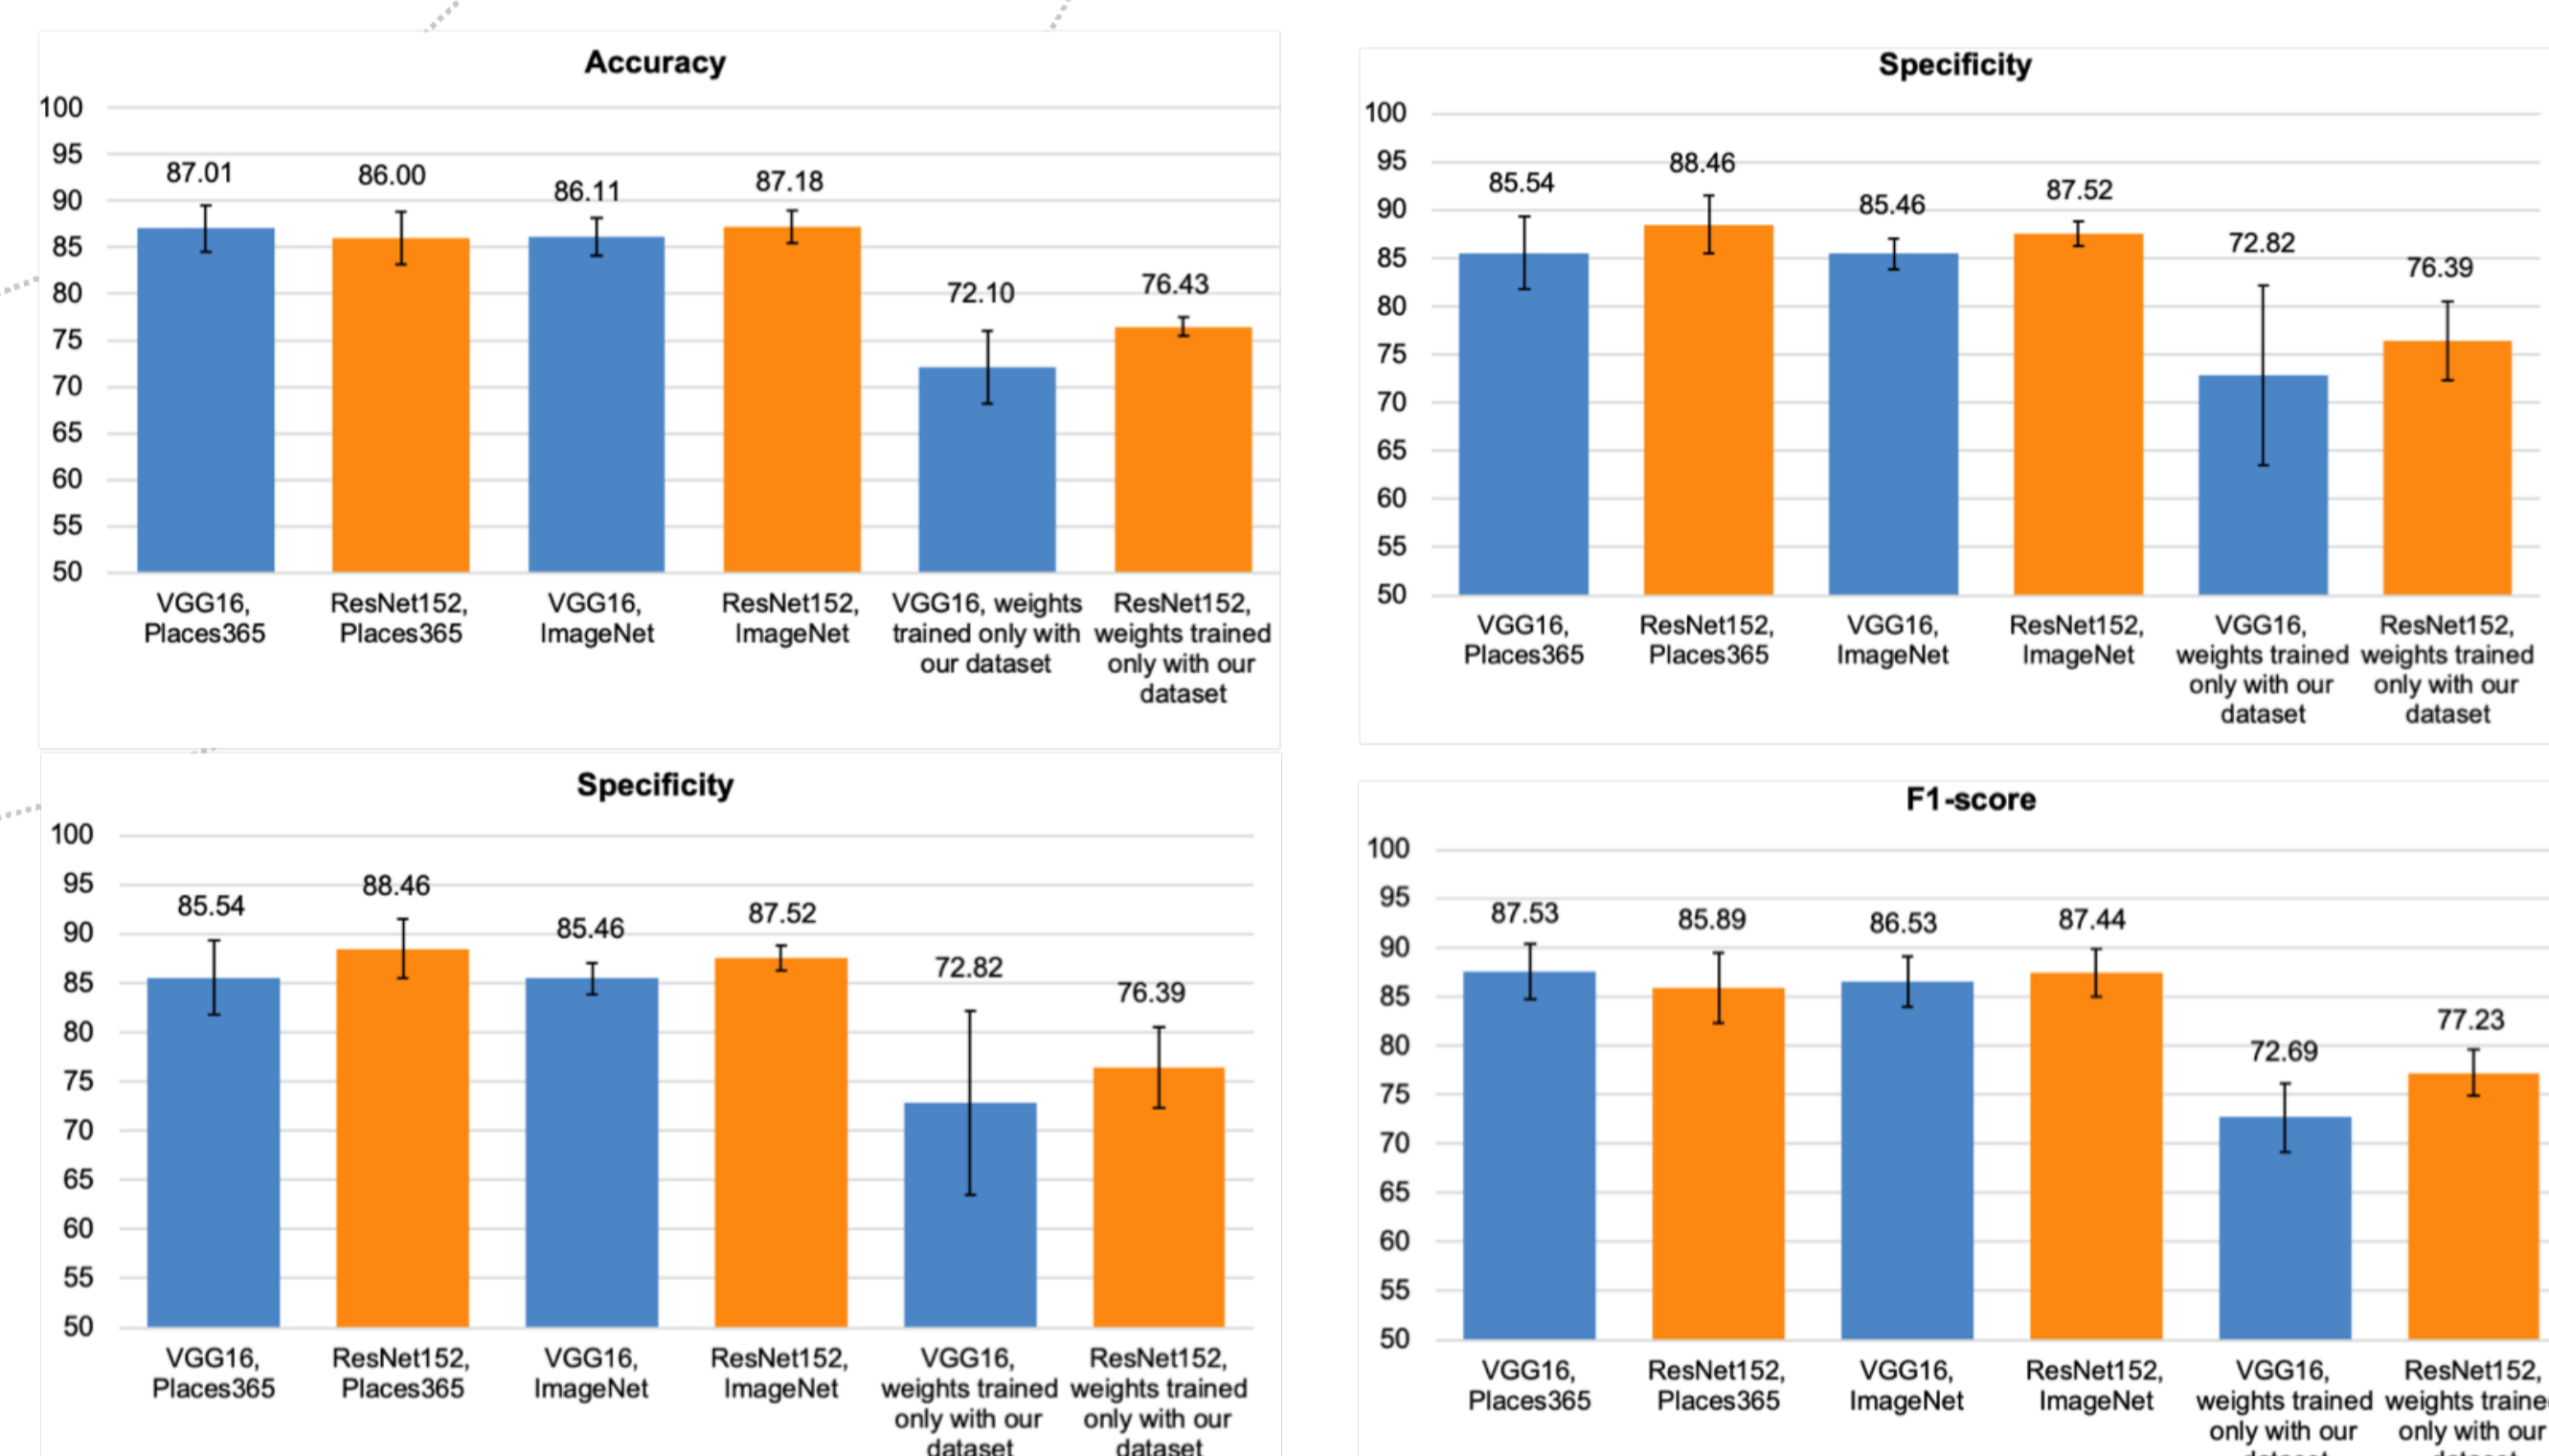 Accuracy
100
95
90
85
80
75
70
65
60
55
50
87.01
86.00
86.11
87.18
72.10
76.43
VGG16,
Places365
ResNet152,
Places365
VGG16,
ImageNet
ResNet152,
ImageNet
VGG16, weights
trained only with
our dataset
ResNet152,
weights trained
only with our
dataset
Specificity
100
95
90
85
80
75
70
65
60
55
50
85.54
88.46
85.46
87.52
72.82
76.39
VGG16,
Places365
ResNet152,
Places365
VGG16,
ImageNet
ResNet152,
ImageNet
VGG16,
weights trained
only with our
dataset
ResNet152,
weights trained
only with our
dataset
Specificity
100
95
90
85
80
75
70
65
60
55
50
85.54
88.46
85.46
87.52
72.82
76.39
VGG16,
Places365
ResNet152,
Places365
VGG16,
ImageNet
ResNet152,
ImageNet
VGG16,
weights trained
only with our
dataset
ResNet152,
weights trained
only with our
dataset
F1-score
100
95
90
85
80
75
70
65
60
55
50
87.53
85.89
86.53
87.44
72.69
77.23
VGG16,
Places365
ResNet152,
Places365
VGG16,
ImageNet
ResNet152,
ImageNet
VGG16,
weights trained
only with our
ResNet152,
weights traine
only with our